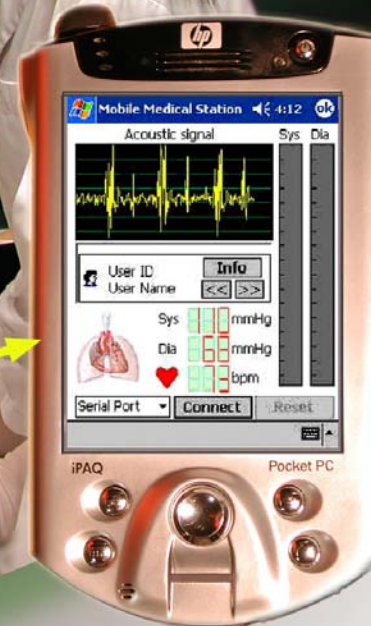 hp
Mobile Medical Station 4:12 ok
Acoustic signal Sys Dia
User ID Info
User Name << >>
Sys 110 mmHg
Dia 68 mmHg
bpm
Serial Port Connect Reset
iPAQ Pocket PC